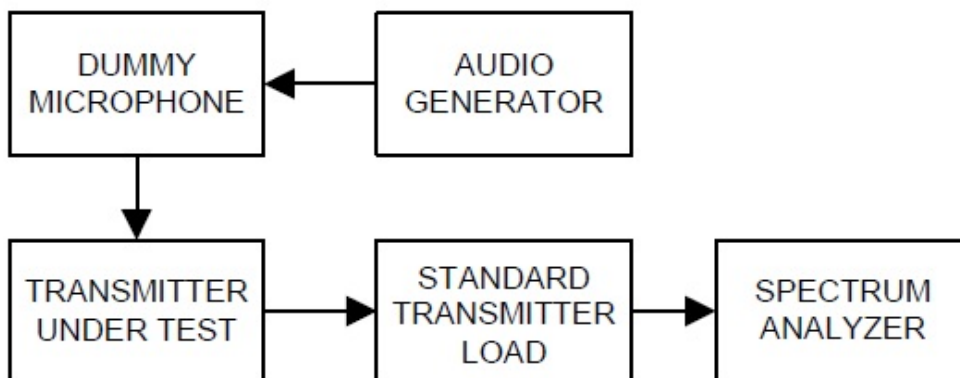 DUMMY
MICROPHONE
AUDIO
GENERATOR
TRANSMITTER
UNDER TEST
STANDARD
TRANSMITTER
LOAD
SPECTRUM
ANALYZER